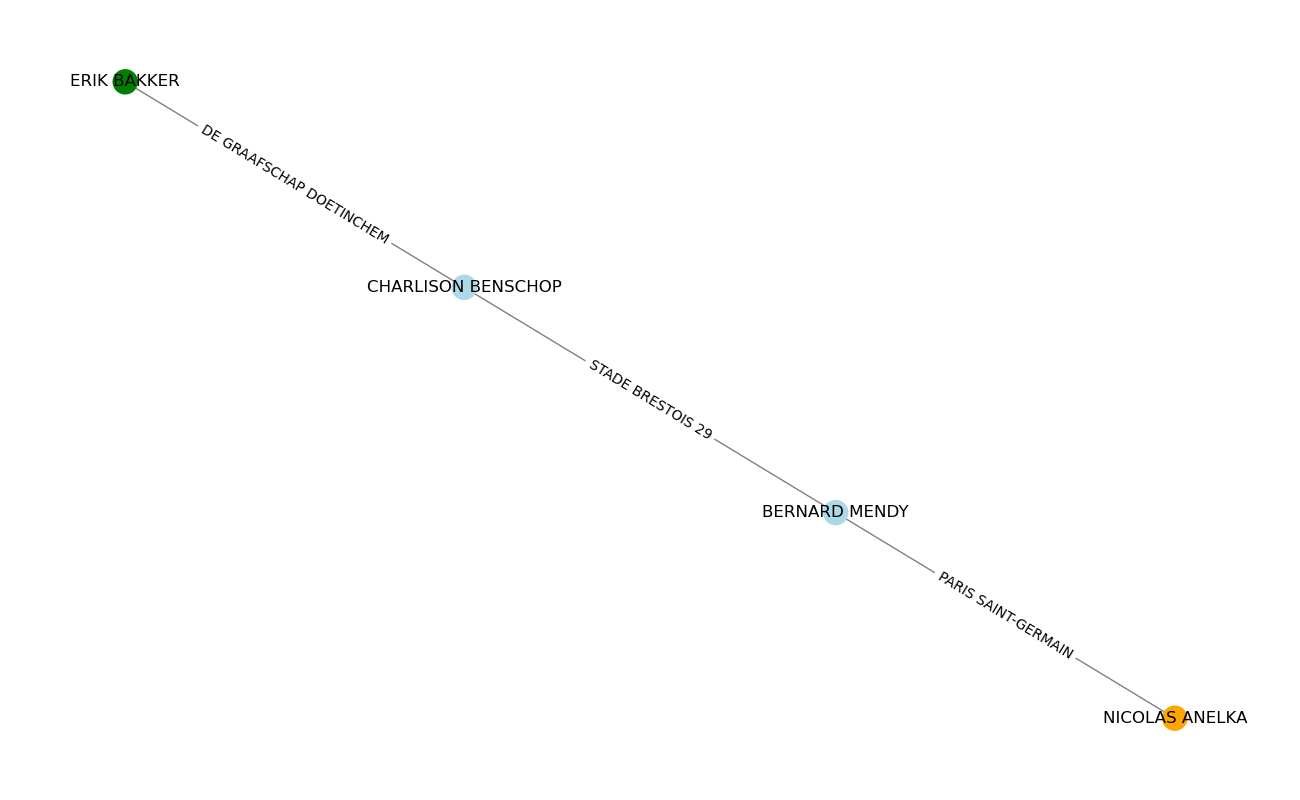 ERIK BAKKER
DE GRAAFSCHAP DOETINCHEM
CHARLISON BENSCHOP
STADE BRESTOIS 29
BERNARD MENDY
PARIS SAINT-GERMAIN
NICOLAS ANELKA